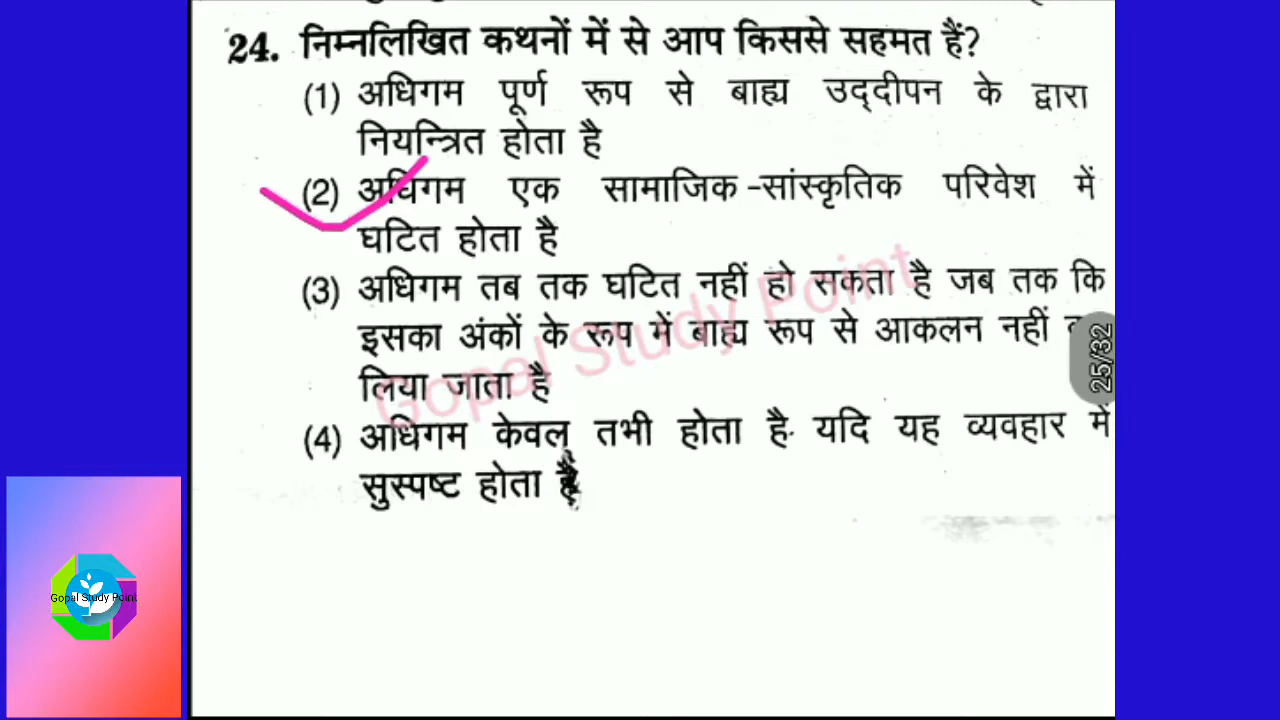 24. निम्नलिखित कथनों में से आप किससे सहमत हैं?
(1) अधिगम पूर्ण रूप से बाह्य उद्दीपन के द्वारा
नियन्त्रित होता है
(2) अधिगम एक सामाजिक-सांस्कृतिक परिवेश में
घटित होता है
(3) अधिगम तब तक घटित नहीं हो सकता है जब तक कि
इसका अंकों के रूप में बाह्य रूप से आकलन नहीं
लिया जाता है
25/32
(4) अधिगम केवल तभी होता है यदि यह व्यवहार में
सुस्पष्ट होता है
Gopal Study Point
Gopal Study Point